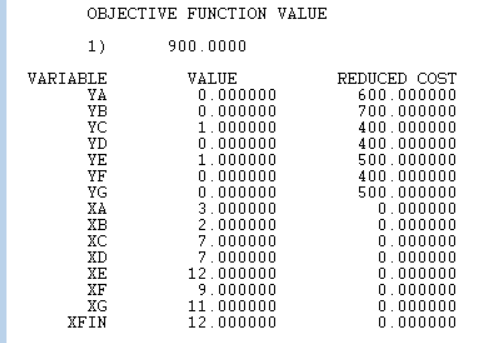 OBJECTIVE FUNCTION VALUE
1) 900.0000
VARIABLE VALUE REDUCED COST
YA 0.000000 600.000000
YB 0.000000 700.000000
YC 1.000000 400.000000
YD 0.000000 400.000000
YE 1.000000 500.000000
YF 0.000000 400.000000
YG 0.000000 500.000000
XA 3.000000 0.000000
XB 2.000000 0.000000
XC 7.000000 0.000000
XD 7.000000 0.000000
XE 12.000000 0.000000
XF 9.000000 0.000000
XG 11.000000 0.000000
XFIN 12.000000 0.000000